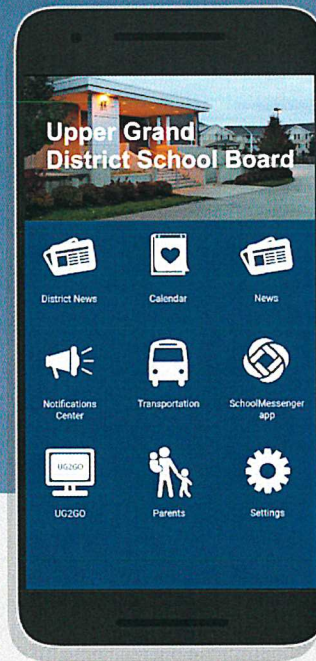 Upper Grand
District School Board
District News
Calendar
News
Notifications
Center
Transportation
SchoolMessenger
app
UG2GO
UG2GO
Parents
Settings